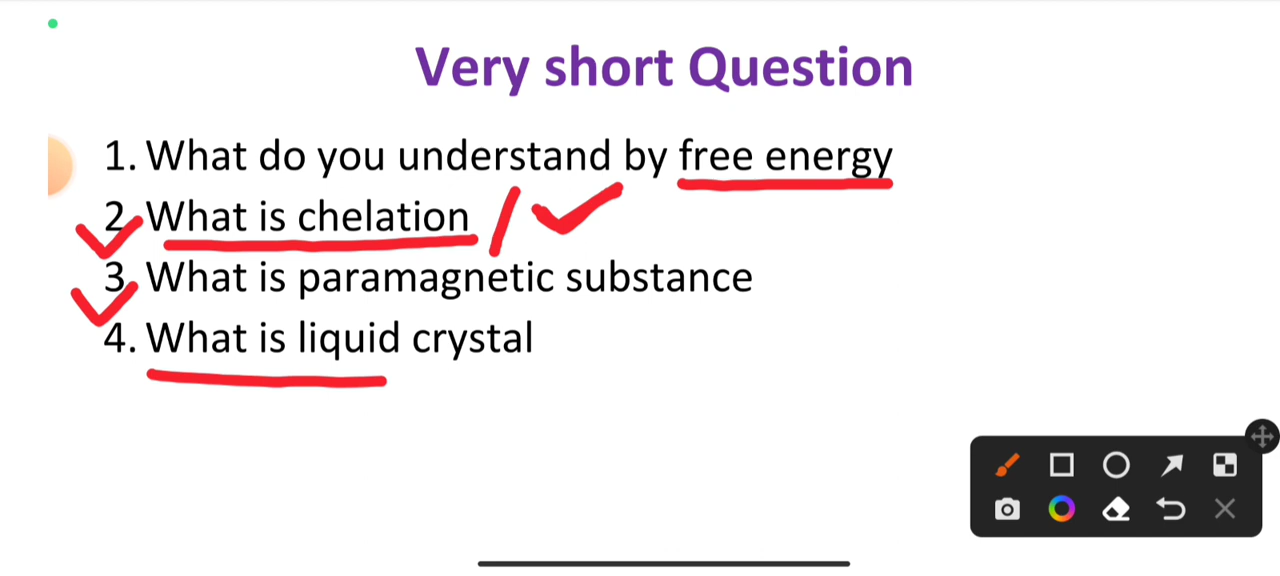 Very short Question
1. What do you understand by free energy
2. What is chelation
3. What is paramagnetic substance
4. What is liquid crystal